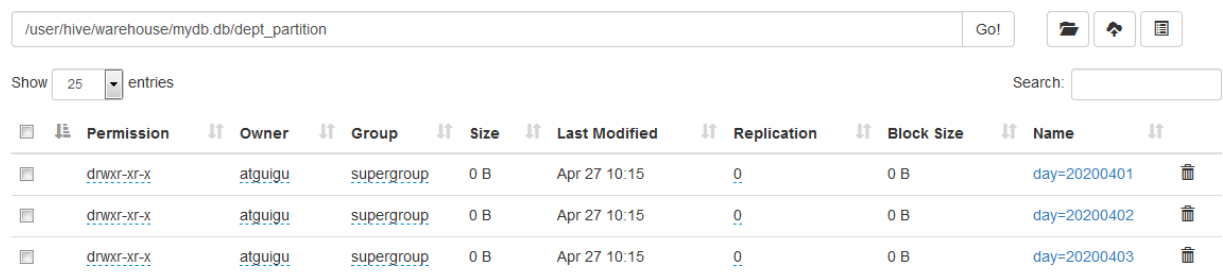 /user/hive/warehouse/mydb.db/dept_partition Go!
Show 25 entries Search:
Permission Owner Group Size Last Modified Replication Block Size Name
drwxr-xr-x atguigu supergroup 0 B Apr 27 10:15 0 0 B day=20200401
drwxr-xr-x atguigu supergroup 0 B Apr 27 10:15 0 0 B day=20200402
drwxr-xr-x atguigu supergroup 0 B Apr 27 10:15 0 0 B day=20200403